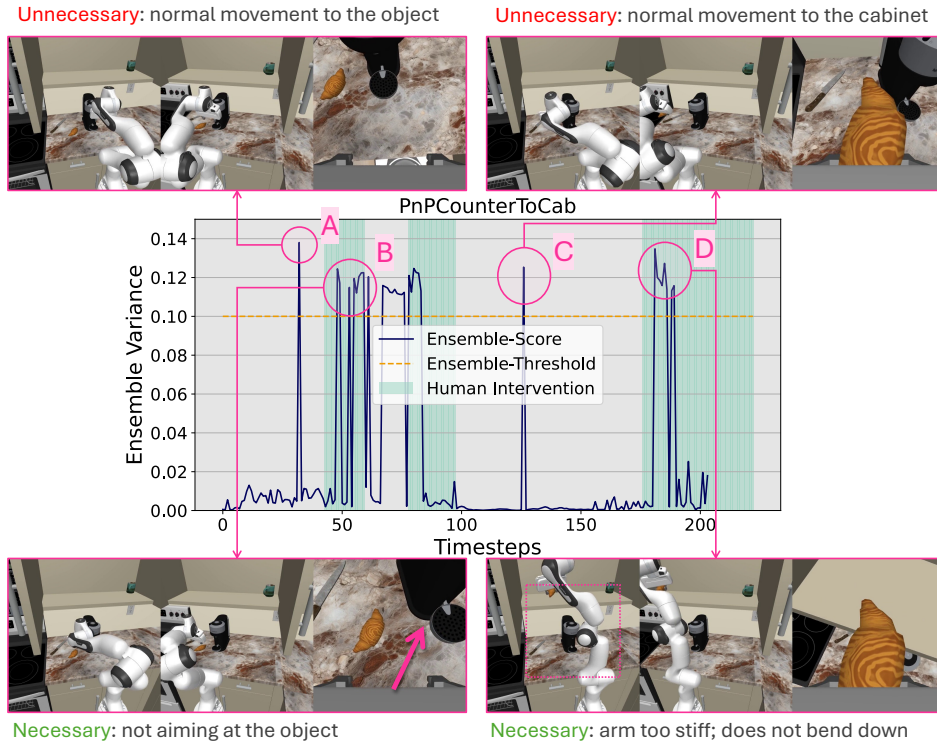 Unnecessary: normal movement to the object
Unnecessary: normal movement to the cabinet
PnPCounterToCab
A
B
C
D
Ensemble Variance
0.14
0.12
0.10
0.08
0.06
0.04
0.02
0.00
Ensemble-Score
Ensemble-Threshold
Human Intervention
0
50
100
150
200
Timesteps
Necessary: not aiming at the object
Necessary: arm too stiff; does not bend down